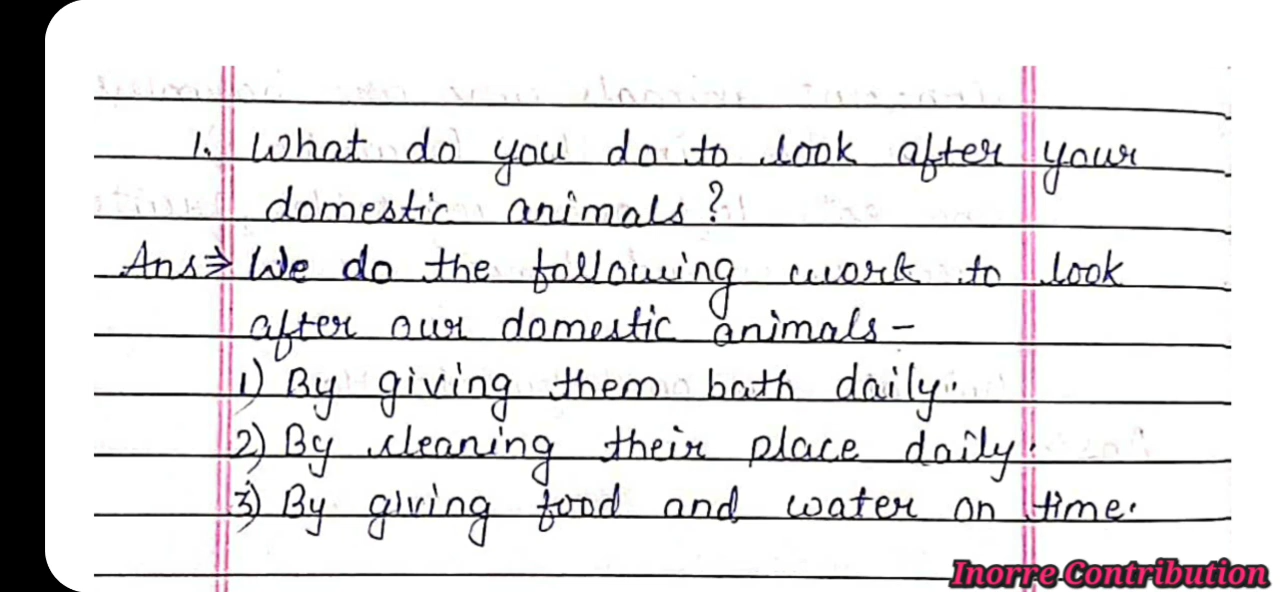 1. What do you do to look after your
domestic animals?
Ans⇒ We do the following work to look
after our domestic animals-
1) By giving them bath daily.
2) By cleaning their place daily.
3) By giving food and water on time.
Inorre Contribution